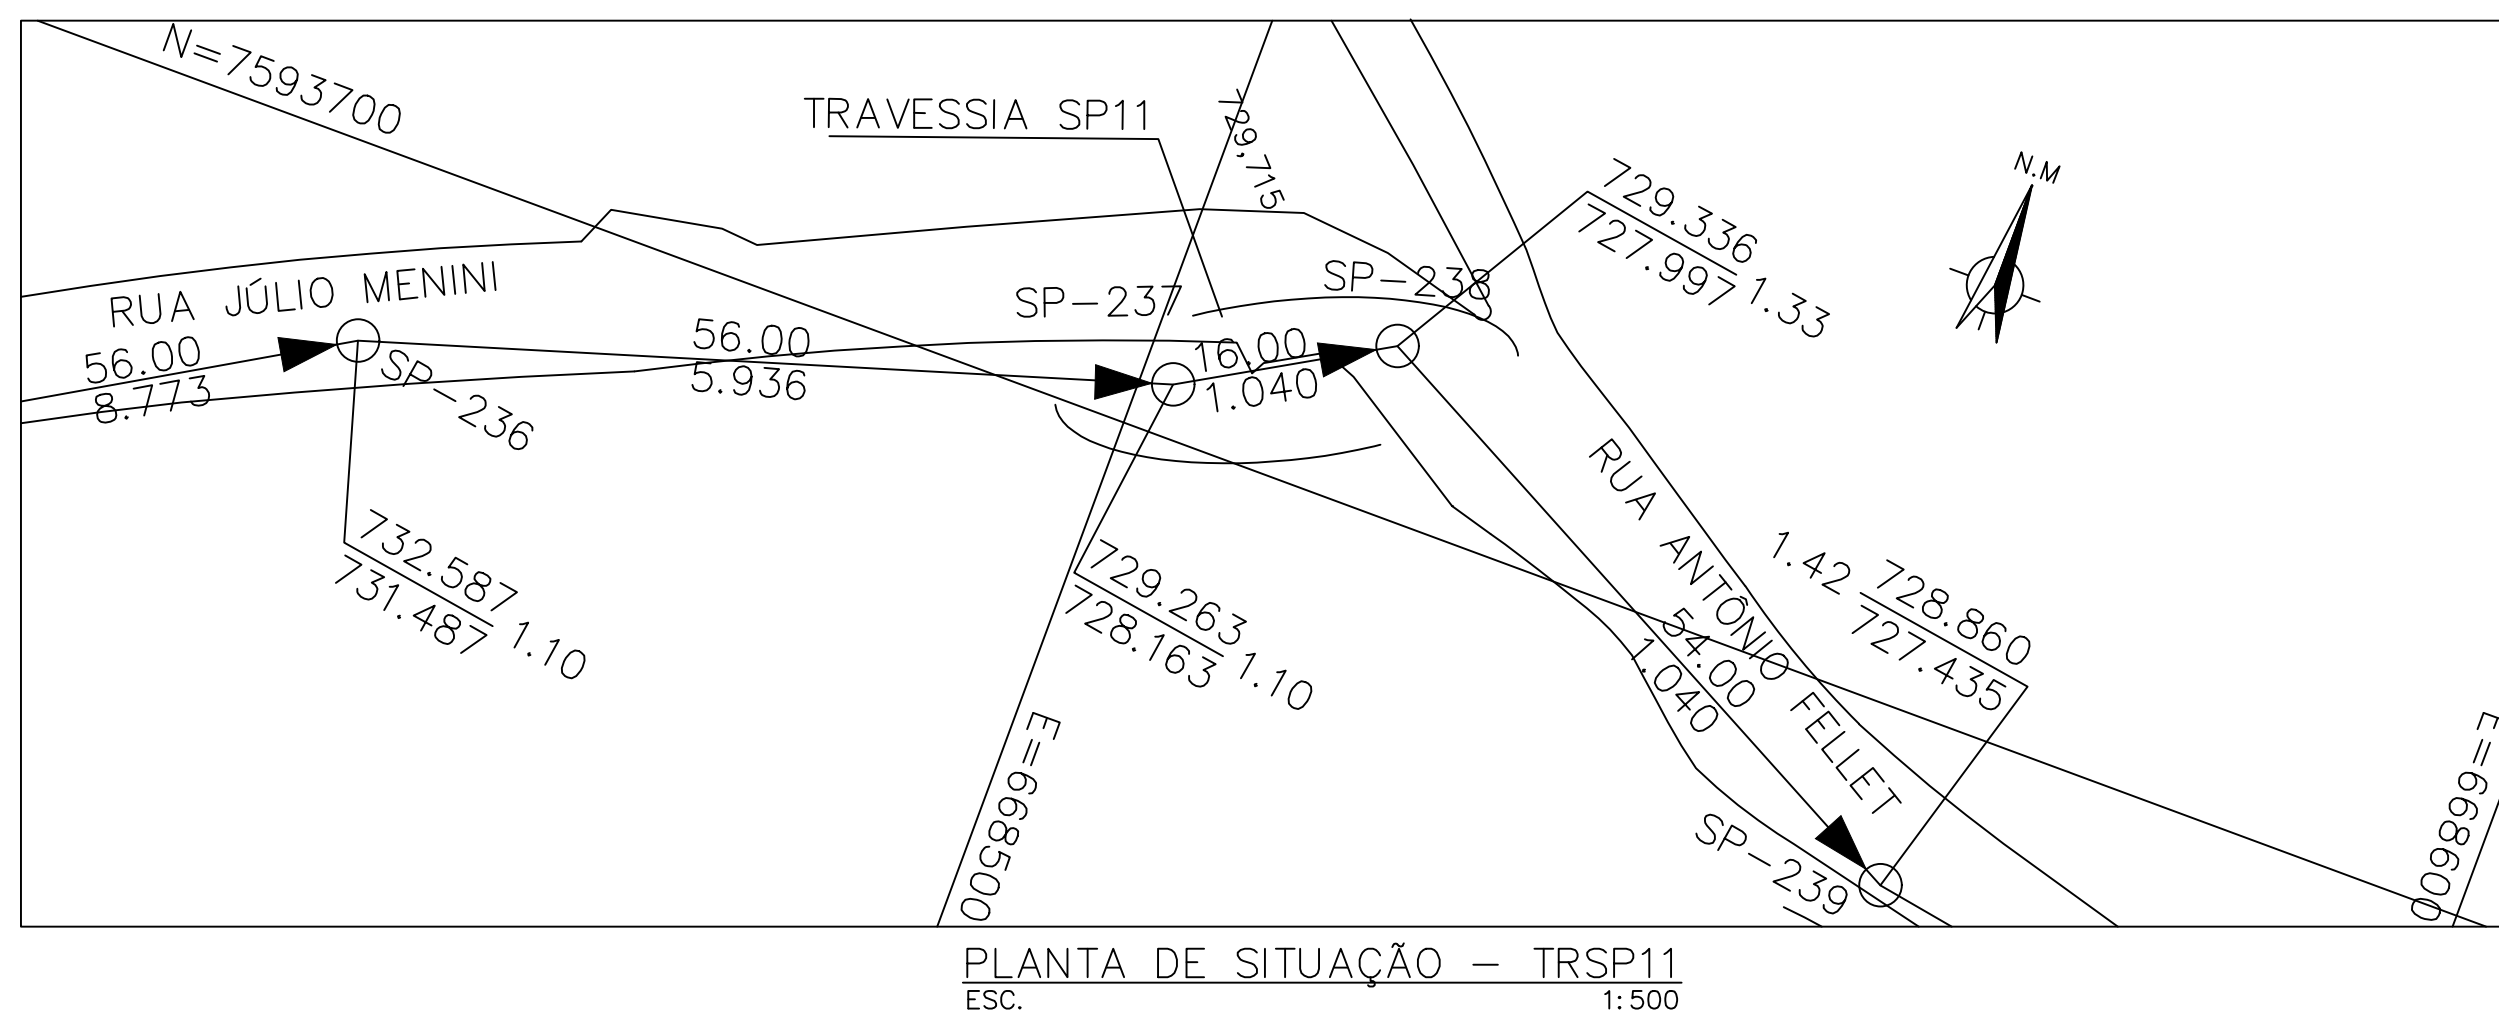 N=7593700
TRAVESSIA SP11
729,715
N.M
729.336
727.997 1.33
RUA JÚLIO MENINI
SP-237
SP-238
56.00
8.773
SP-236
56.00
5.936
16.00
1.040
RUA ANTÔNIO FELLET
732.587
731.487 1.10
729.263
728.163 1.10
54.00
1.040
1.42 728.860
727.435
E=6698500
SP-239
PLANTA DE SITUAÇÃO - TRSP11
ESC. 1:500